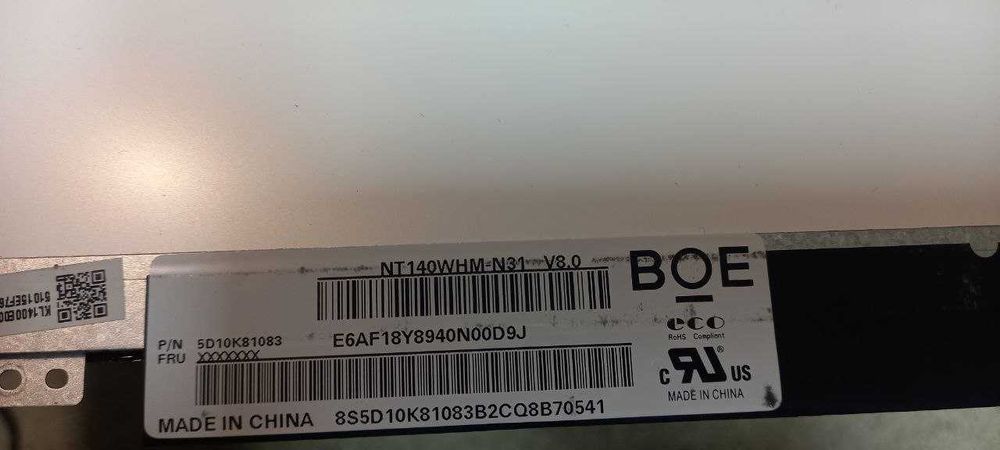 NT140WHM-N31 V8.0
BOE
E6AF18Y8940N00D9J
eco
RoHS Compliant
P/N 5D10K81083
FRU XXXXXXX
C RU US
MADE IN CHINA
MADE IN CHINA 8S5D10K81083B2CQ8B70541